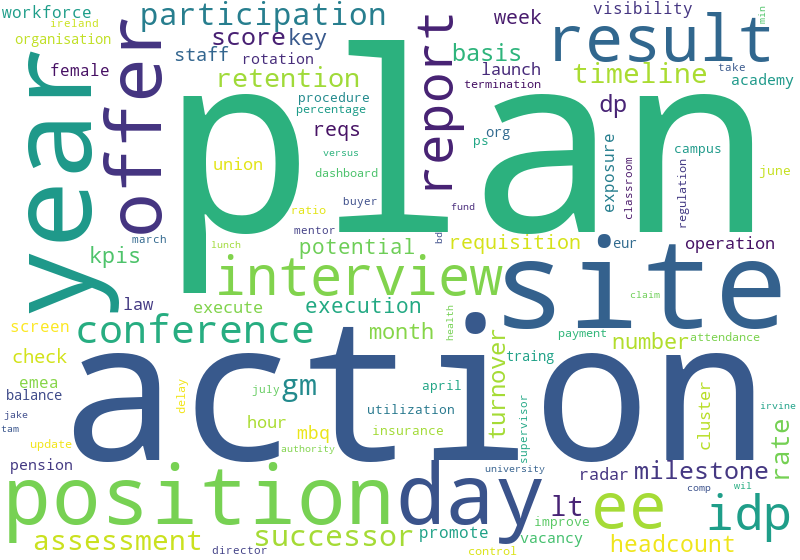 workforce
ireland
organisation
female
year
offer
participation
score
key
staff
rotation
retention
procedure
percentage
reqs
union
versus
dashboard
ratio
buyer
mentor
march
lunch
kpis
potential
report
week
basis
launch
termination
dp
ps
org
fund
bd
visibility
result
timeline
take
min
academy
exposure
classroom
campus
regulation
june
plan
requisition
eur
operation
interview
site
law
execute
execution
claim
screen
conference
month
health
number
payment
attendance
check
gm
turnover
traing
emea
july
april
action
balance
delay
utilization
cluster
jake
tam
hour
mbq
insurance
supervisor
irvine
update
authority
rate
pension
position
day
university
radar
milestone
comp
wil
lt
ee
idp
assessment
successor
promote
improve
vacancy
headcount
director
control